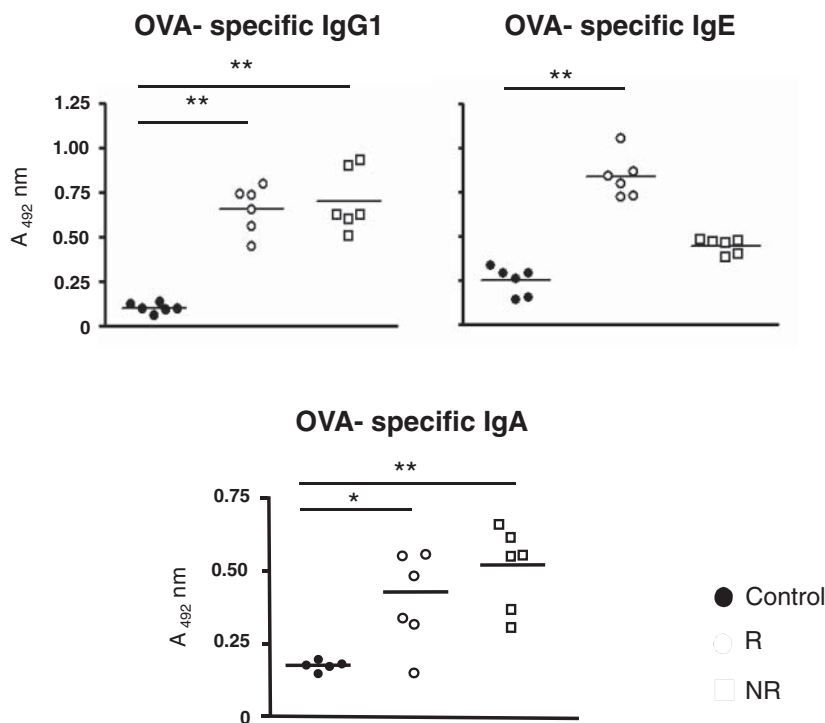 OVA- specific IgG1
OVA- specific IgE
**
**
**
1.25
1.00
0.75
0.50
0.25
0
A 492 nm
OVA- specific IgA
**
*
0.75
0.50
0.25
0
A 492 nm
Control
R
NR